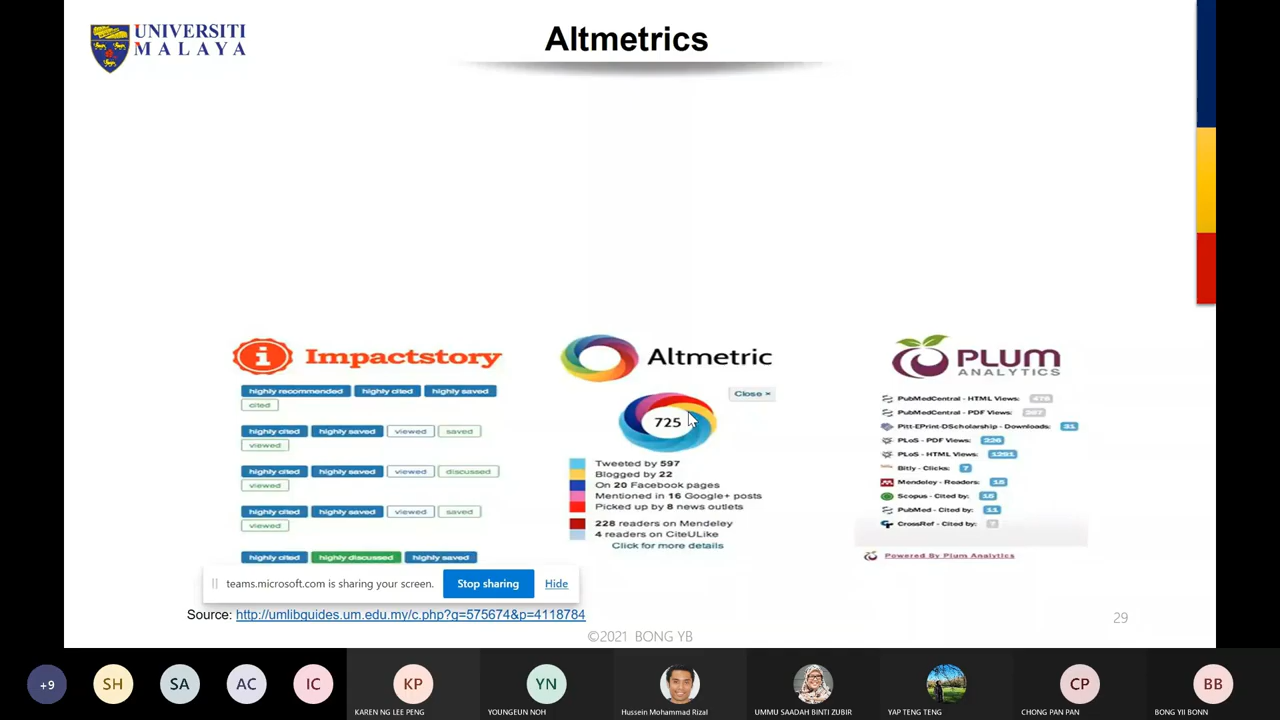 UNIVERSITI
MALAYA
Altmetrics
Impactstory
highly recommended highly cited highly saved
cited
highly cited highly saved viewed saved
viewed
highly cited highly saved viewed discussed
viewed
highly cited highly saved viewed saved
viewed
highly cited highly discussed highly saved
Altmetric
Close ×
725
Tweeted by 597
Blogged by 22
On 20 Facebook pages
Mentioned in 16 Google+ posts
Picked up by 8 news outlets
228 readers on Mendeley
4 readers on CiteULike
Click for more details
PLUM
ANALYTICS
PubMedCentral - HTML Views:
PubMedCentral - PDF Views:
Pitt-EPrint-DScholarship - Downloads: 31
PLoS - PDF Views: 226
PLoS - HTML Views: 1291
Bitly - Clicks: 7
Mendeley - Readers: 15
Scopus - Cited by: 15
PubMed - Cited by: 11
CrossRef - Cited by: 7
Powered By Plum Analytics
teams.microsoft.com is sharing your screen. Stop sharing Hide
Source: http://umlibguides.um.edu.my/c.php?g=575674&p=4118784
29
©2021 BONG YB
+9 SH SA AC IC KP YN CP BB
KAREN NG LEE PENG YOUNGEUN NOH Hussein Mohammad Rizal UMMU SAADAH BINTI ZUBIR YAP TENG TENG CHONG PAN PAN BONG YII BONN